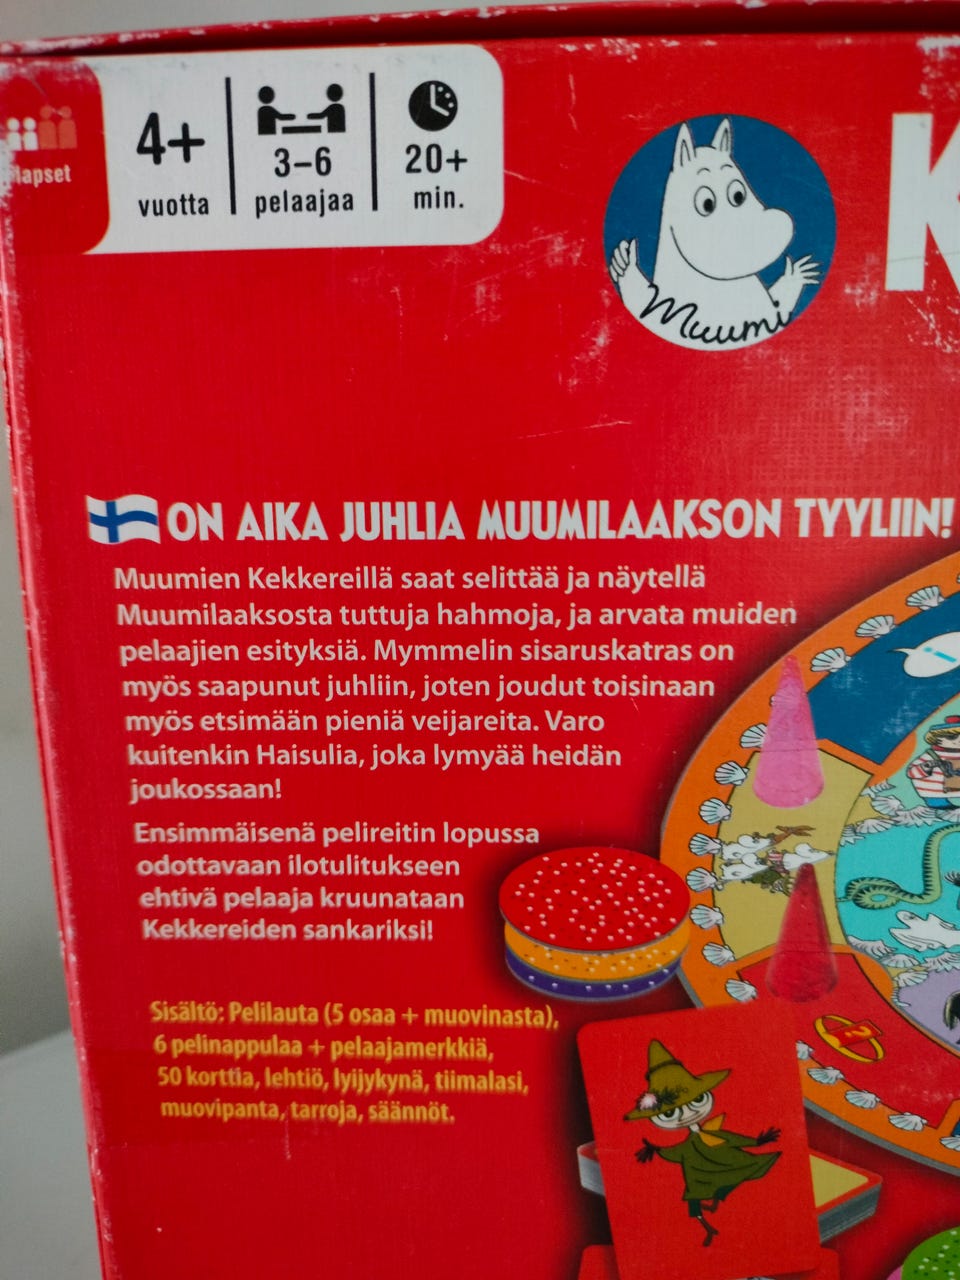 lapset
4+
vuotta
3–6
pelaajaa
20+
min.
Muumi
K
ON AIKA JUHLIA MUUMILAAKSON TYYLIIN!
Muumien Kekkereillä saat selittää ja näytellä
Muumilaaksosta tuttuja hahmoja, ja arvata muiden
pelaajien esityksiä. Mymmelin sisaruskatras on
myös saapunut juhliin, joten joudut toisinaan
myös etsimään pieniä veijareita. Varo
kuitenkin Haisulia, joka lymyää heidän
joukossaan!
Ensimmäisenä pelireitin lopussa
odottavaan ilotulitukseen
ehtivä pelaaja kruunataan
Kekkereiden sankariksi!
Sisältö: Pelilauta (5 osaa + muovinasta),
6 pelinappulaa + pelaajamerkkiä,
50 korttia, lehtiö, lyijykynä, tiimalasi,
muovipanta, tarroja, säännöt.
i
2